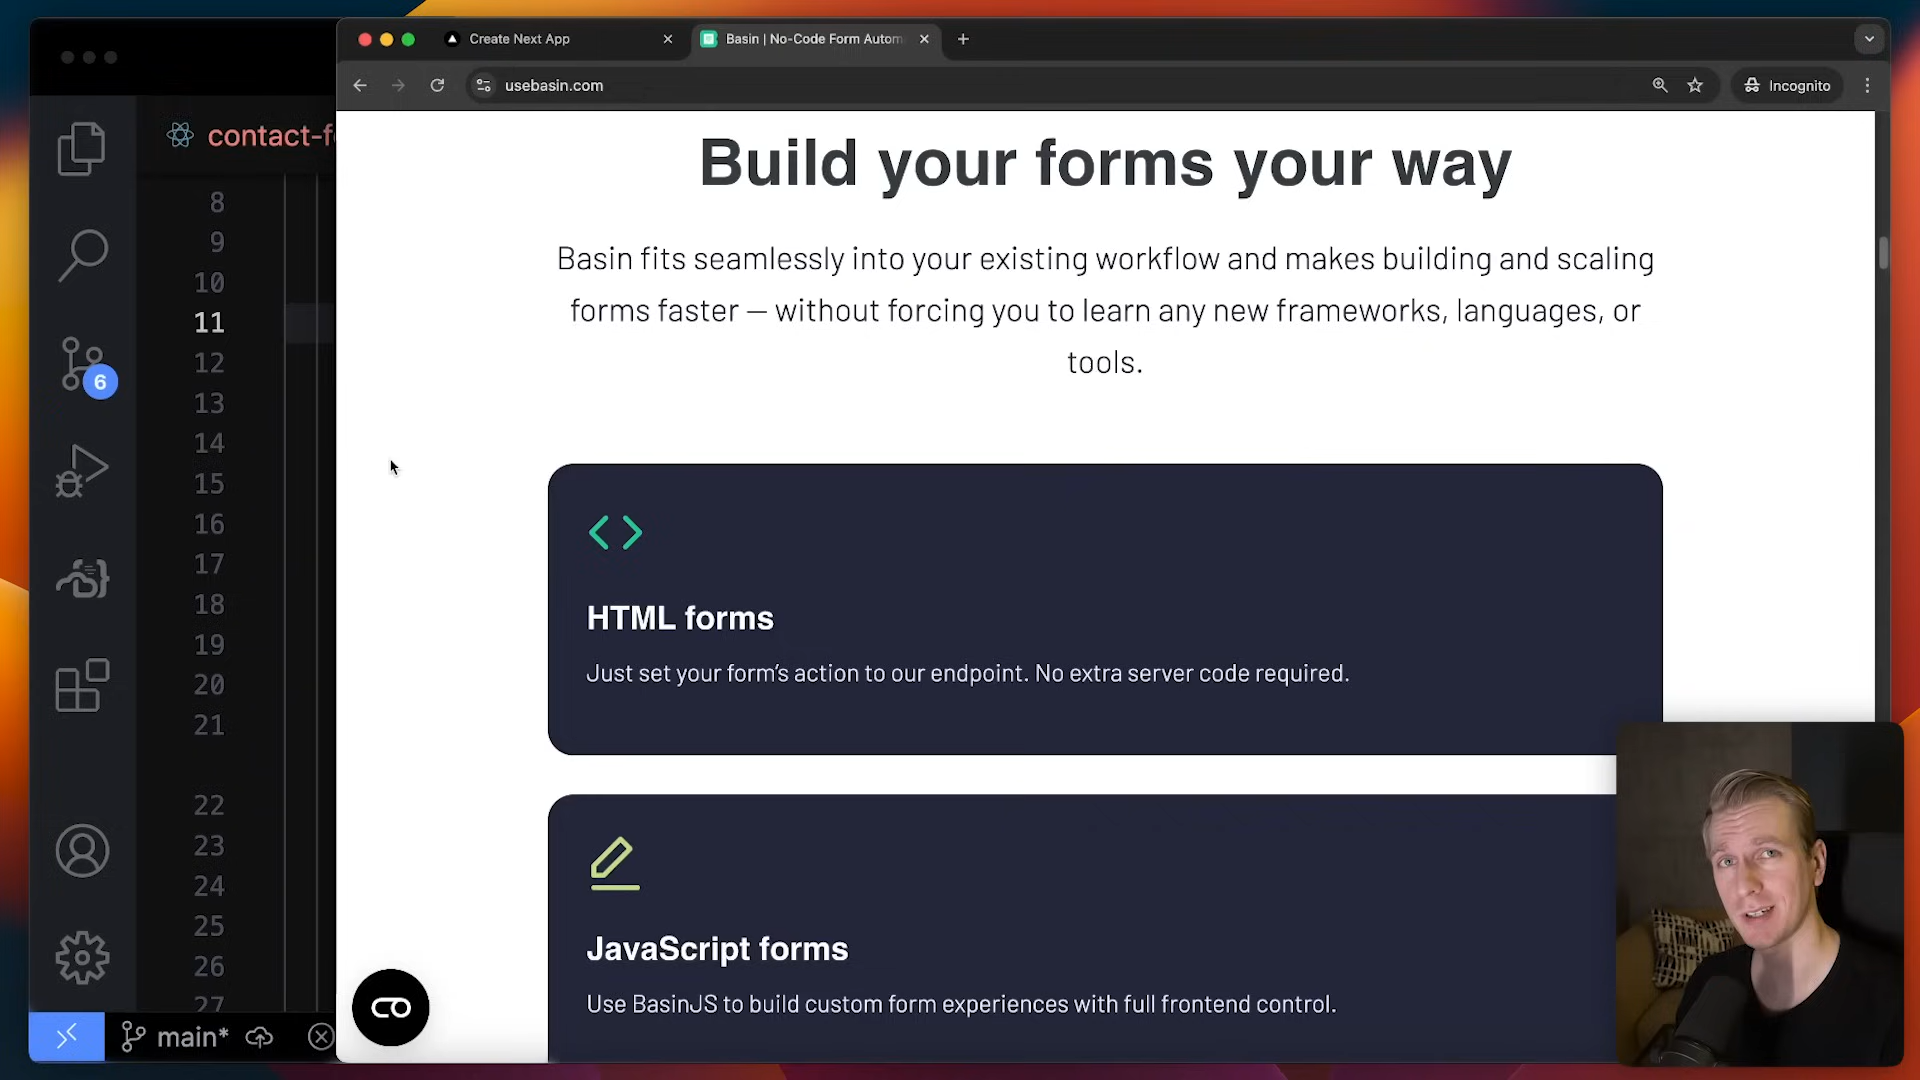 Create Next App
Basin | No-Code Form Autom
usebasin.com
Incognito
contact-f
8
9
10
11
12
13
14
15
16
17
18
19
20
21
22
23
24
25
26
27
6
main*
Build your forms your way
Basin fits seamlessly into your existing workflow and makes building and scaling
forms faster — without forcing you to learn any new frameworks, languages, or
tools.
HTML forms
Just set your form’s action to our endpoint. No extra server code required.
JavaScript forms
Use BasinJS to build custom form experiences with full frontend control.